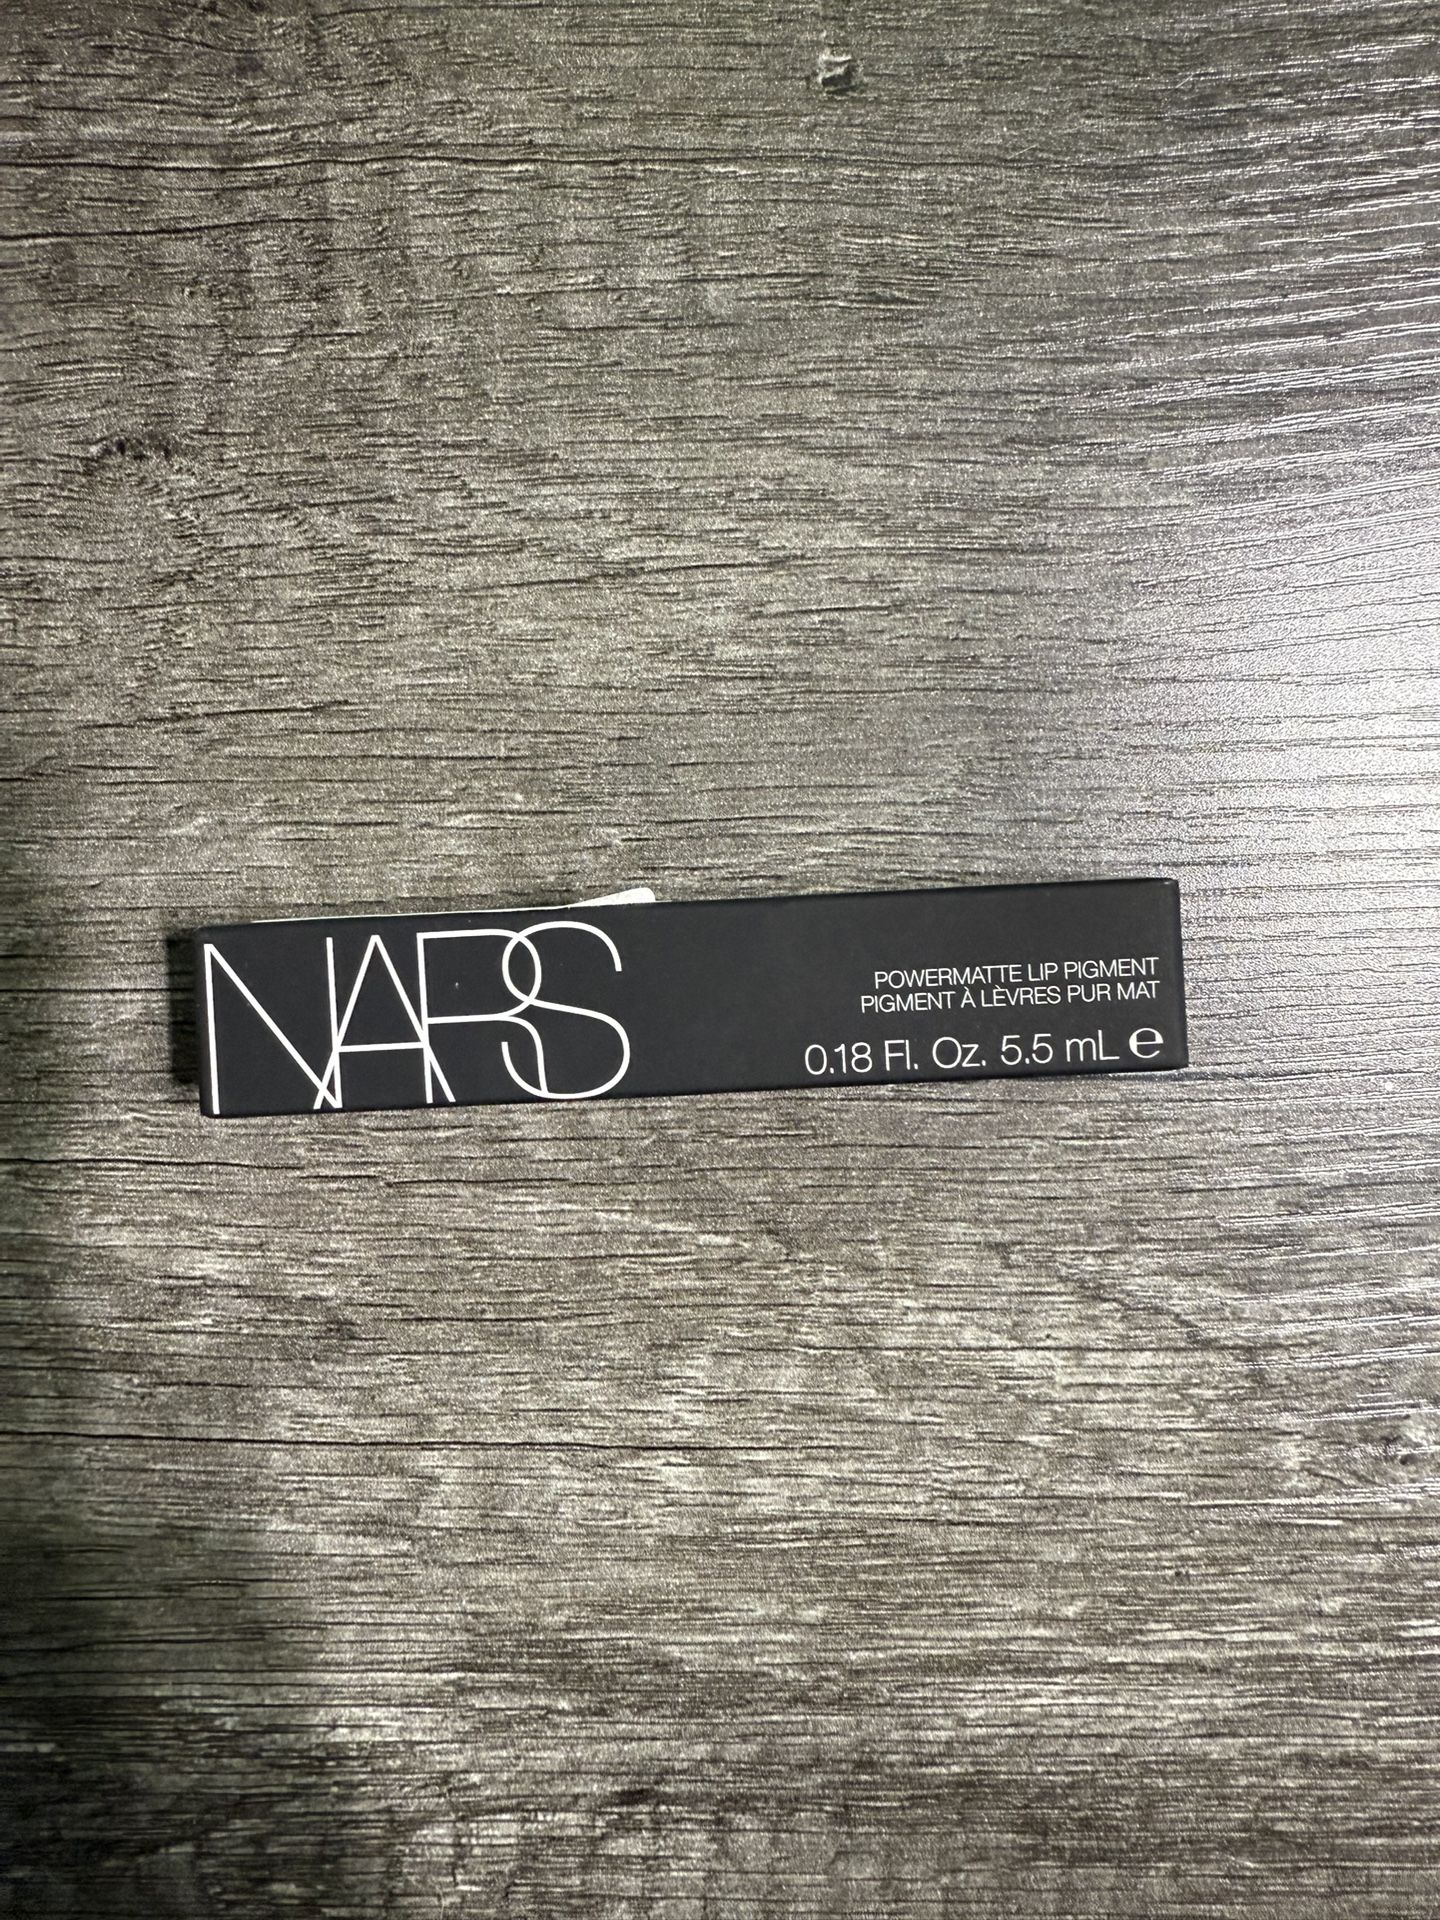 NARS
POWERMATTE LIP PIGMENT
PIGMENT À LÈVRES PUR MAT
0.18 Fl. Oz. 5.5 mL ℮